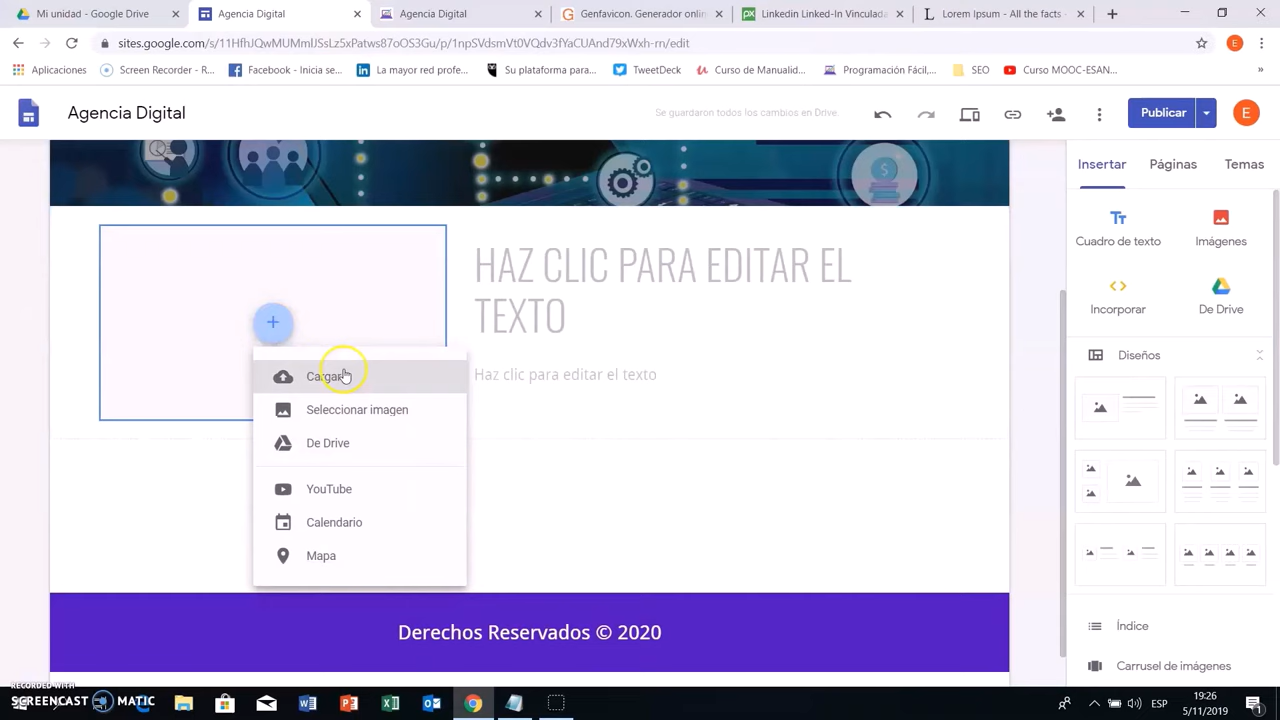 Mi unidad - Google Drive
Agencia Digital
Agencia Digital
Genfavicon. Generador onlin
Linkedin Linked-In Vinculada
Lorem Ipsum - All the facts -
sites.google.com/s/11HfhJQwMUMmlJSsLz5xPatws87oOS3Gu/p/1npSVdsmVt0VQdv3fYaCUAnd79xWxh-rn/edit
Aplicaciones
Screen Recorder - R...
Facebook - Inicia se...
La mayor red profe...
Su plataforma para...
TweetDeck
Curso de Manualid...
Programación Fácil,...
SEO
Curso MOOC-ESAN...
Agencia Digital
Se guardaron todos los cambios en Drive.
Publicar
E
Insertar
Páginas
Temas
Cuadro de texto
Imágenes
Incorporar
De Drive
Diseños
HAZ CLIC PARA EDITAR EL
TEXTO
Haz clic para editar el texto
Cargar
Seleccionar imagen
De Drive
YouTube
Calendario
Mapa
Derechos Reservados © 2020
Índice
Carrusel de imágenes
RECORDED WITH
SCREENCAST MATIC
ESP
19:26
5/11/2019